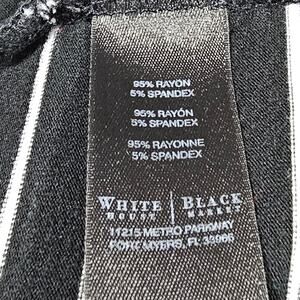 95% RAYON
5% SPANDEX
95% RAYÓN
5% SPANDEX
95% RAYONNE
5% SPANDEX
WHITE | BLACK
HOUSE | MARKET
11215 METRO PARKWAY
FORT MYERS, FL 33966